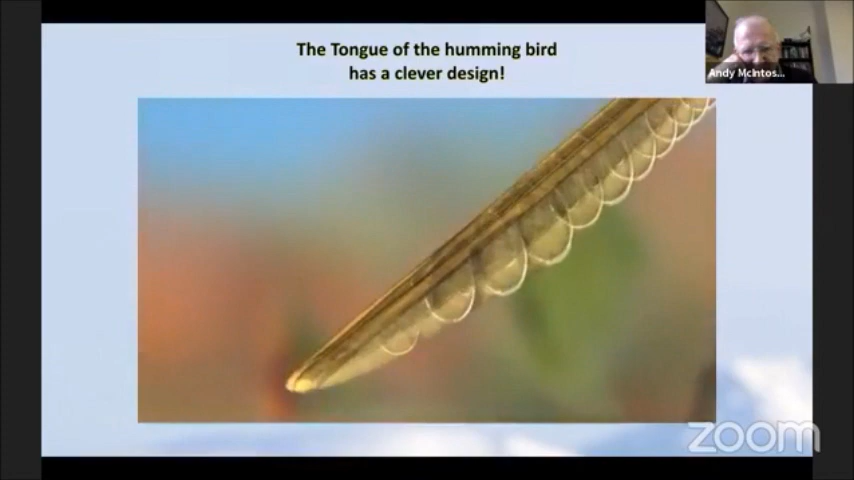 The Tongue of the humming bird
has a clever design!
Andy McIntos...
zoom